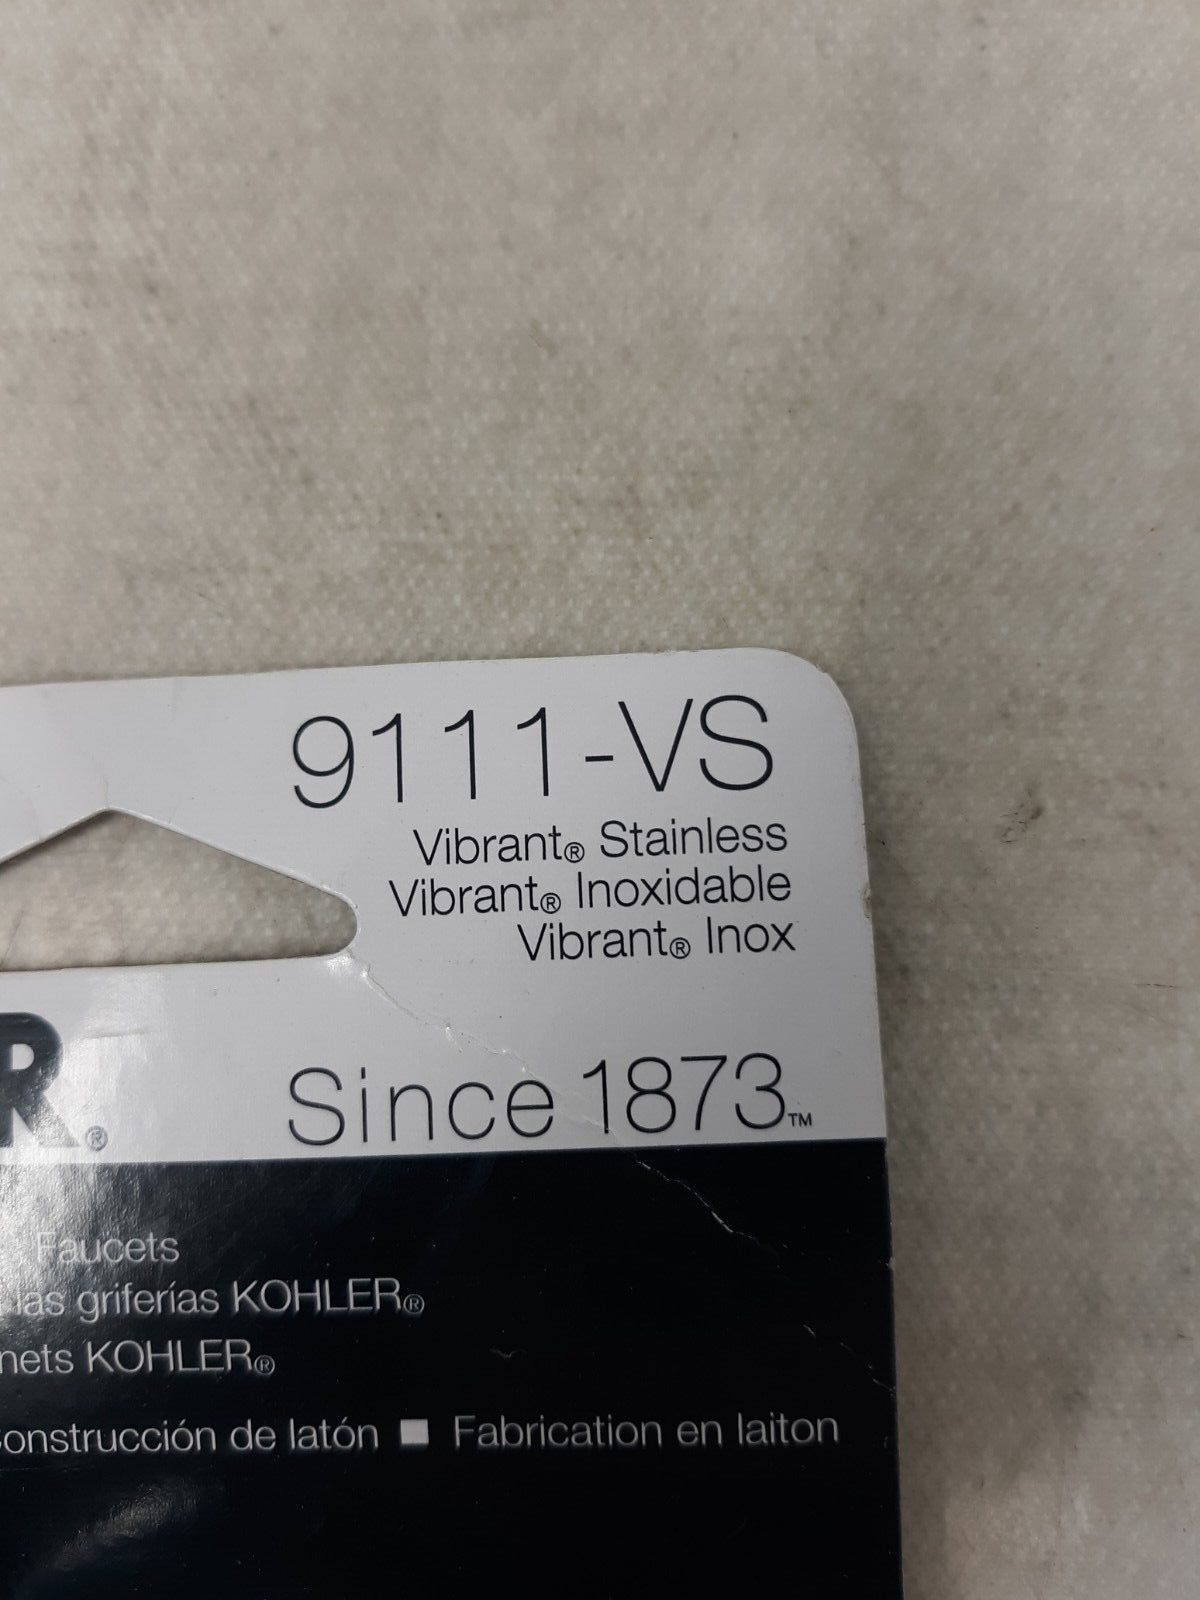 9111-VS
Vibrant® Stainless
Vibrant® Inoxidable
Vibrant® Inox
R®
Since 1873™
Faucets
las griferías KOHLER®
nets KOHLER®
onstrucción de latón ■ Fabrication en laiton